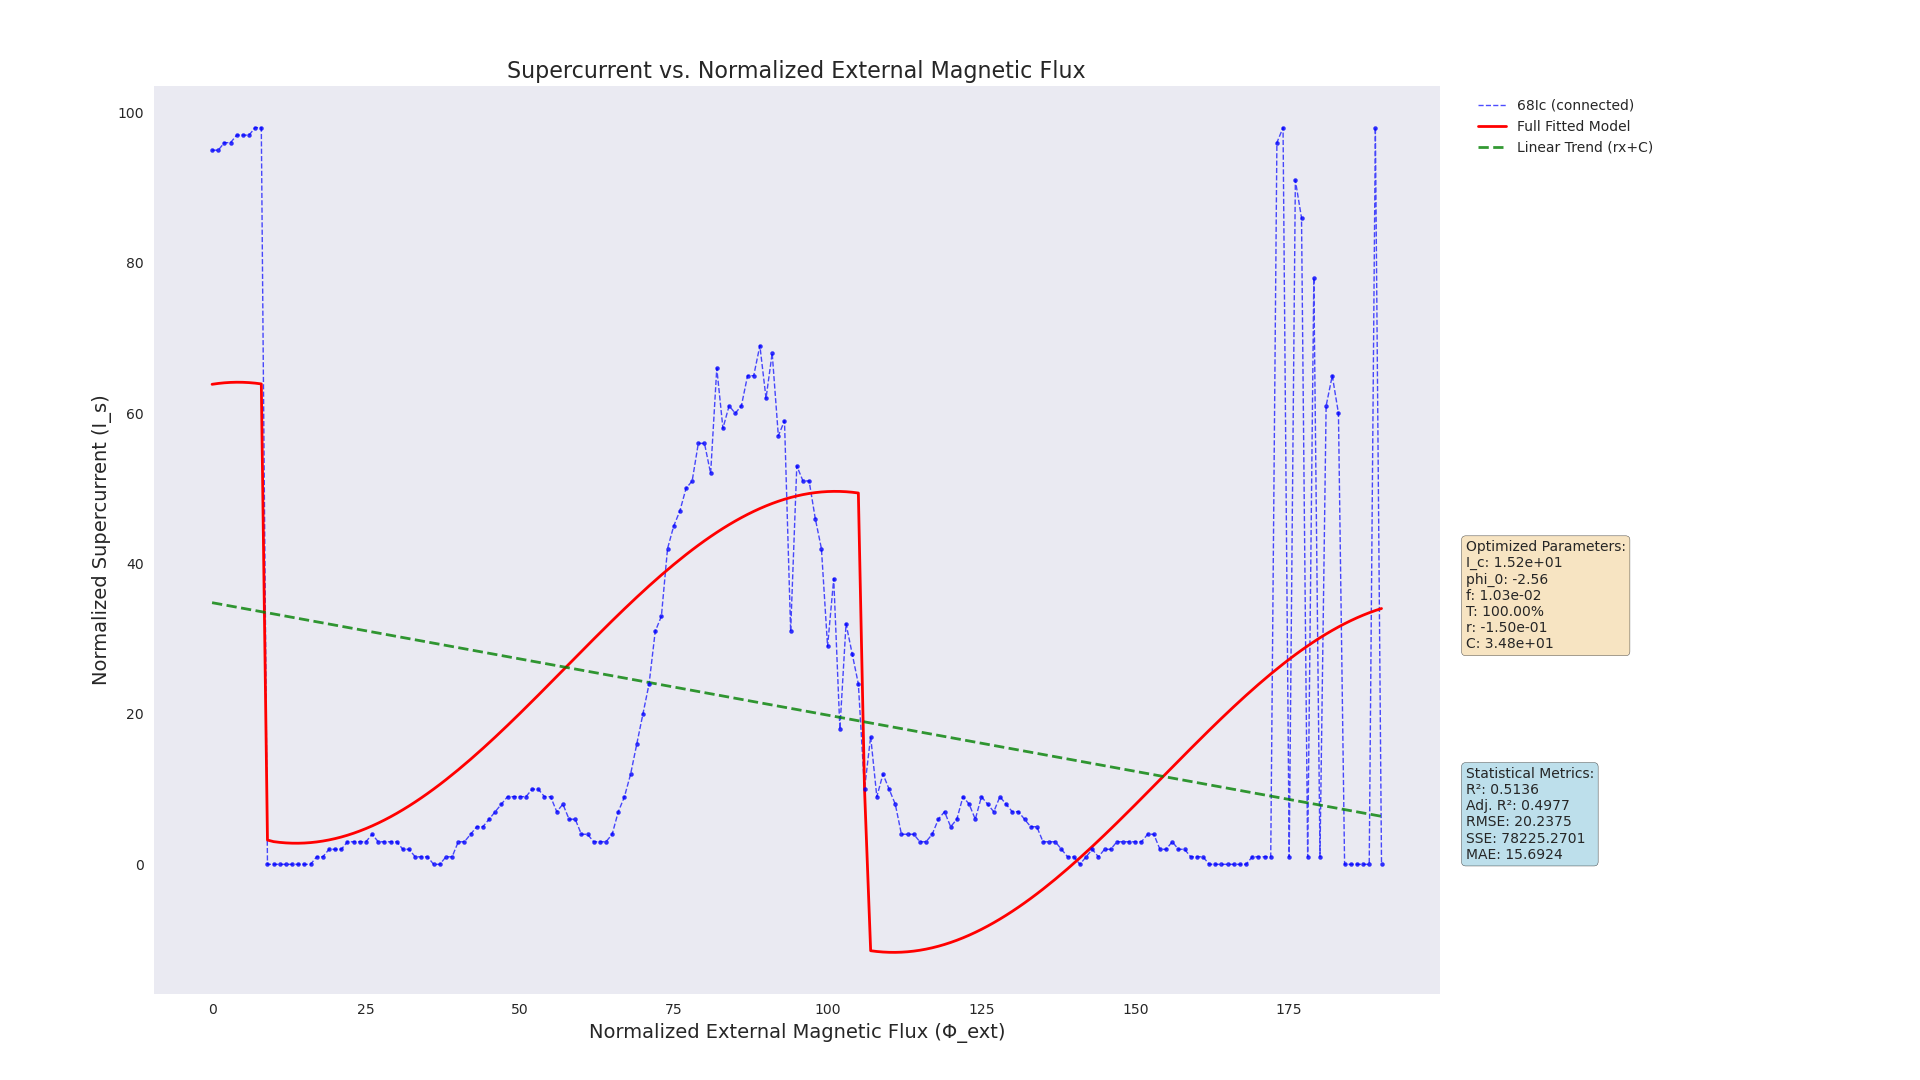 Supercurrent vs. Normalized External Magnetic Flux
100
80
60
40
20
0
Normalized Supercurrent (I_s)
0 25 50 75 100 125 150 175
Normalized External Magnetic Flux (Φ_ext)
68Ic (connected)
Full Fitted Model
Linear Trend (rx+C)
Optimized Parameters:
I_c: 1.52e+01
phi_0: -2.56
f: 1.03e-02
T: 100.00%
r: -1.50e-01
C: 3.48e+01
Statistical Metrics:
R²: 0.5136
Adj. R²: 0.4977
RMSE: 20.2375
SSE: 78225.2701
MAE: 15.6924